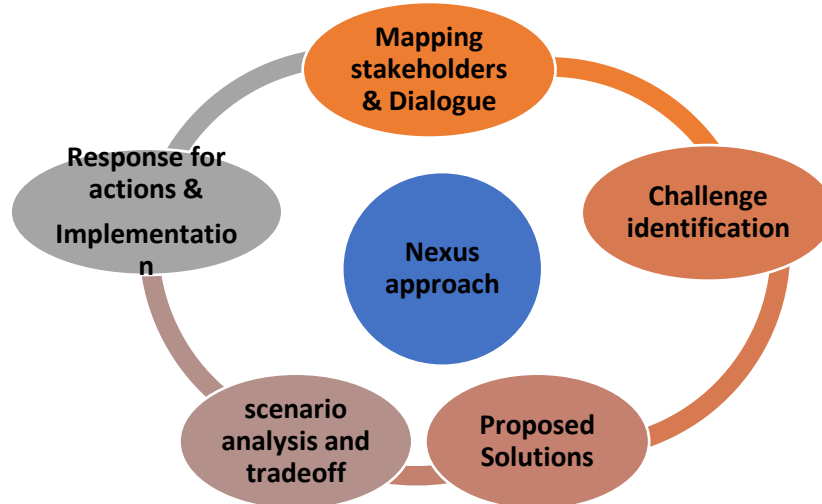 Mapping
stakeholders
& Dialogue
Challenge
identification
Proposed
Solutions
scenario
analysis and
tradeoff
Response for
actions &
Implementatio
n
Nexus
approach